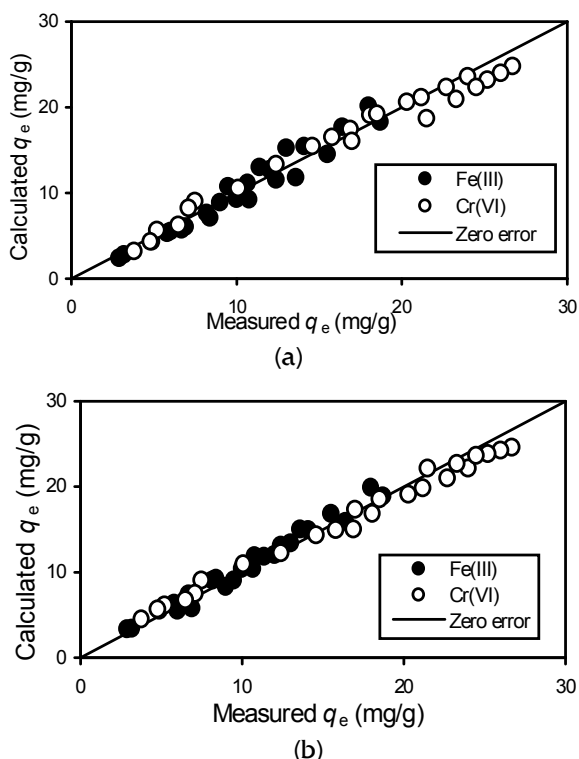 (a)
Calculated q e (mg/g)
30
20
10
0
Fe(III)
Cr(VI)
Zero error
0 10 20 30
Measured q e (mg/g)
(a)
Calculated q e (mg/g)
30
20
10
0
Fe(III)
Cr(VI)
Zero error
0 10 20 30
Measured q e (mg/g)
(b)